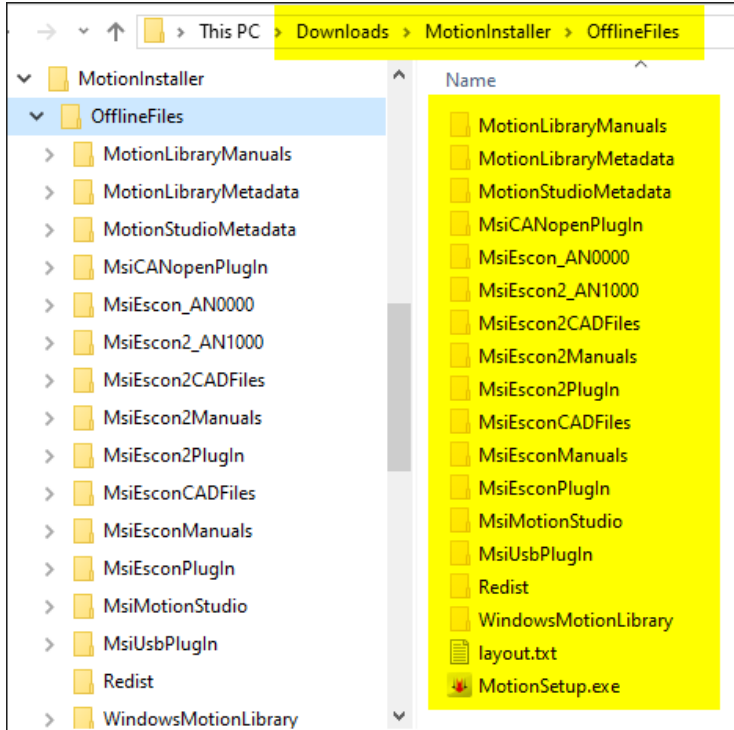 This PC > Downloads > MotionInstaller > OfflineFiles
MotionInstaller
OfflineFiles
MotionLibraryManuals
MotionLibraryMetadata
MotionStudioMetadata
MsiCANopenPlugIn
MsiEscon_AN0000
MsiEscon2_AN1000
MsiEscon2CADFiles
MsiEscon2Manuals
MsiEscon2PlugIn
MsiEsconCADFiles
MsiEsconManuals
MsiEsconPlugIn
MsiMotionStudio
MsiUsbPlugIn
Redist
WindowsMotionLibrary
Name
MotionLibraryManuals
MotionLibraryMetadata
MotionStudioMetadata
MsiCANopenPlugIn
MsiEscon_AN0000
MsiEscon2_AN1000
MsiEscon2CADFiles
MsiEscon2Manuals
MsiEscon2PlugIn
MsiEsconCADFiles
MsiEsconManuals
MsiEsconPlugIn
MsiMotionStudio
MsiUsbPlugIn
Redist
WindowsMotionLibrary
layout.txt
MotionSetup.exe